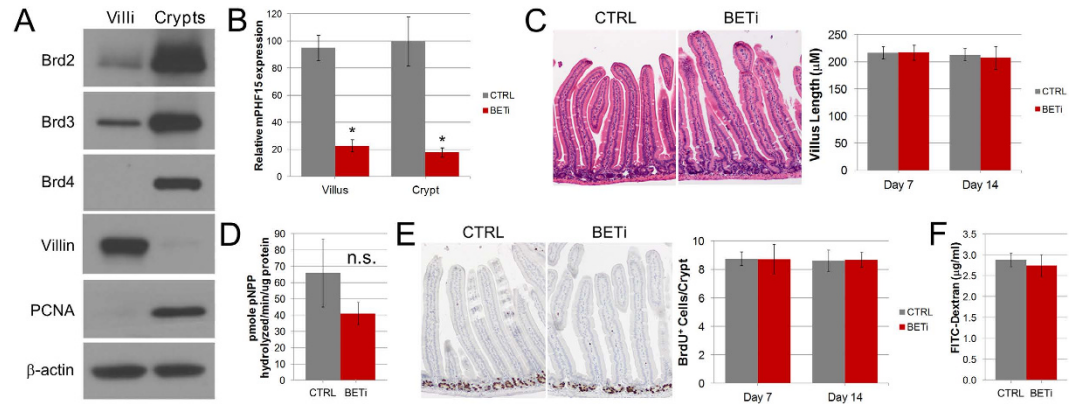 A
Villi Crypts
Brd2
Brd3
Brd4
Villin
PCNA
β-actin
B
Relative mPHF15 expression
140
120
100
80
60
40
20
0
*
*
Villus
Crypt
CTRL
BETi
C
CTRL
BETi
Villus Length (μM)
250
200
150
100
50
0
Day 7
Day 14
CTRL
BETi
D
pmole pNPP
hydrolyzed/min/ug protein
90
80
70
60
50
40
30
20
10
0
n.s.
CTRL BETi
E
CTRL
BETi
BrdU⁺ Cells/Crypt
10
8
6
4
2
0
Day 7
Day 14
CTRL
BETi
F
FITC-Dextran (μg/ml)
3.5
3.0
2.5
2.0
1.5
1.0
0.5
0.0
CTRL BETi